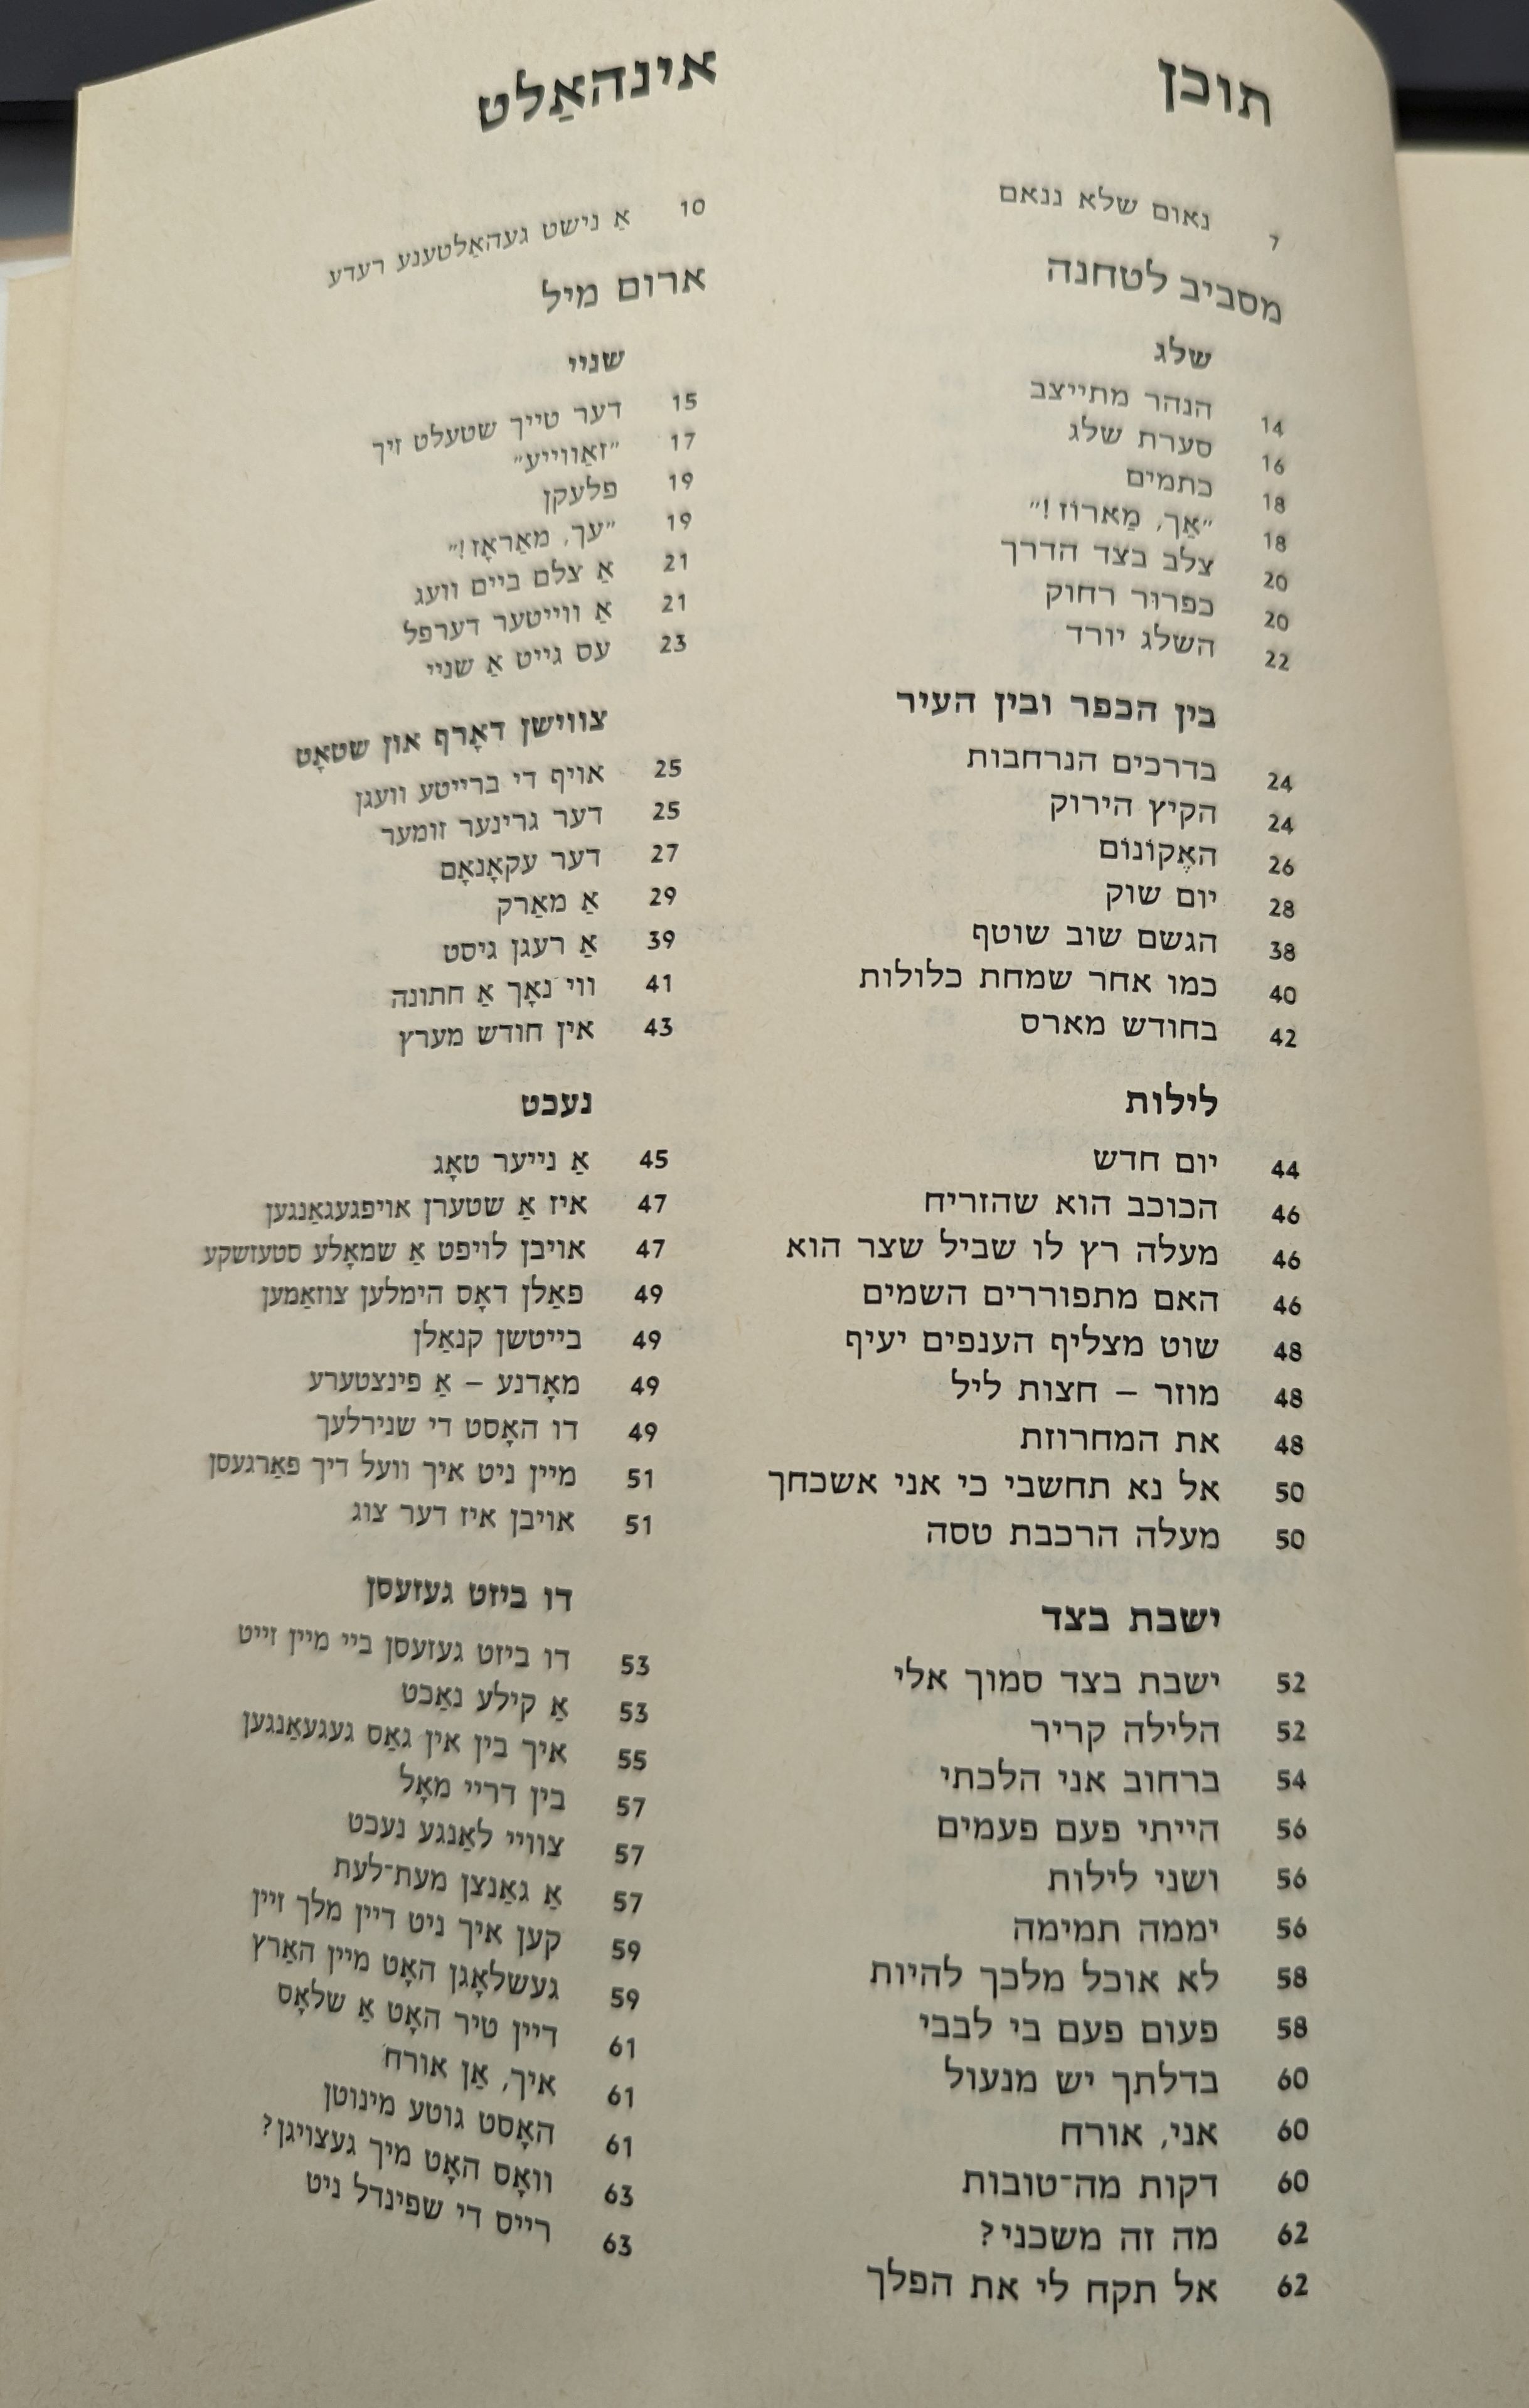 תוכן
7 נאום שלא ננאם
מסביב לטחנה
שלג
14 הנהר מתייצב
16 סערת שלג
18 כתמים
18 ״אַך, מַארוֹז!״
20 צלב בצד הדרך
20 כפרור רחוק
22 השלג יורד
בין הכפר ובין העיר
24 בדרכים הנרחבות
24 הקיץ הירוק
26 האֶקוֹנוֹם
28 יום שוק
38 הגשם שוב שוטף
40 כמו אחר שמחת כלולות
42 בחודש מארס
לילות
44 יום חדש
46 הכוכב הוא שהזריח
46 מעלה רץ לו שביל שצר הוא
46 האם מתפוררים השמים
48 שוט מצליף הענפים יעיף
48 מוזר – חצות ליל
48 את המחרוזת
50 אל נא תחשבי כי אני אשכחך
50 מעלה הרכבת טסה
ישבת בצד
52 ישבת בצד סמוך אלי
52 הלילה קריר
54 ברחוב אני הלכתי
56 הייתי פעם פעמים
56 ושני לילות
56 יממה תמימה
58 לא אוכל מלכך להיות
58 פעום פעם בי לבבי
60 בדלתך יש מנעול
60 אני, אורח
60 דקות מה־טובות
62 מה זה משכני?
62 אל תקח לי את הפלך
אינהאַלט
10 אַ נישט געהאַלטענע רעדע
ארום מיל
שניי
15 דער טייך שטעלט זיך
17 ״זאַווייע״
19 פלעקן
19 ״עך, מאַראָז!״
21 אַ צלם ביים וועג
21 אַ ווייטער דערפל
23 עס גייט אַ שניי
צווישן דאָרף און שטאָט
25 אויף די ברייטע וועגן
25 דער גרינער זומער
27 דער עקאָנאָם
29 אַ מאַרק
39 אַ רעגן גיסט
41 ווי נאָך אַ חתונה
43 אין חודש מערץ
נעכט
45 אַ נייער טאָג
47 איז אַ שטערן אויפגעגאַנגען
47 אויבן לויפט אַ שמאָלע סטעזשקע
49 פאַלן דאָס הימלען צוזאַמען
49 בייטשן קנאַלן
49 מאָדנע – אַ פינצטערע
49 דו האָסט די שנירלעך
51 מיין ניט איך וועל דיך פאַרגעסן
51 אויבן איז דער צוג
דו ביזט געזעסן
53 דו ביזט געזעסן ביי מיין זייט
53 אַ קילע נאַכט
55 איך בין אין גאַס געגעאַנגען
57 בין דריי מאָל
57 צוויי לאַנגע נעכט
57 אַ גאַנצן מעת־לעת
59 קען איך ניט דיין מלך זיין
59 געשלאָגן האָט מיין האַרץ
61 דיין טיר האָט אַ שלאָס
61 איך, אַן אורח
61 האָסט גוטע מינוטן
63 וואָס האָט מיך געצויגן?
63 רייס די שפינדל ניט